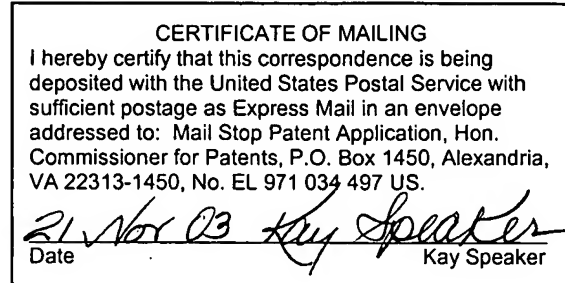 CERTIFICATE OF MAILING
I hereby certify that this correspondence is being
deposited with the United States Postal Service with
sufficient postage as Express Mail in an envelope
addressed to: Mail Stop Patent Application, Hon.
Commissioner for Patents, P.O. Box 1450, Alexandria,
VA 22313-1450, No. EL 971 034 497 US.
21 Nov 03 Kay Speaker
Date Kay Speaker